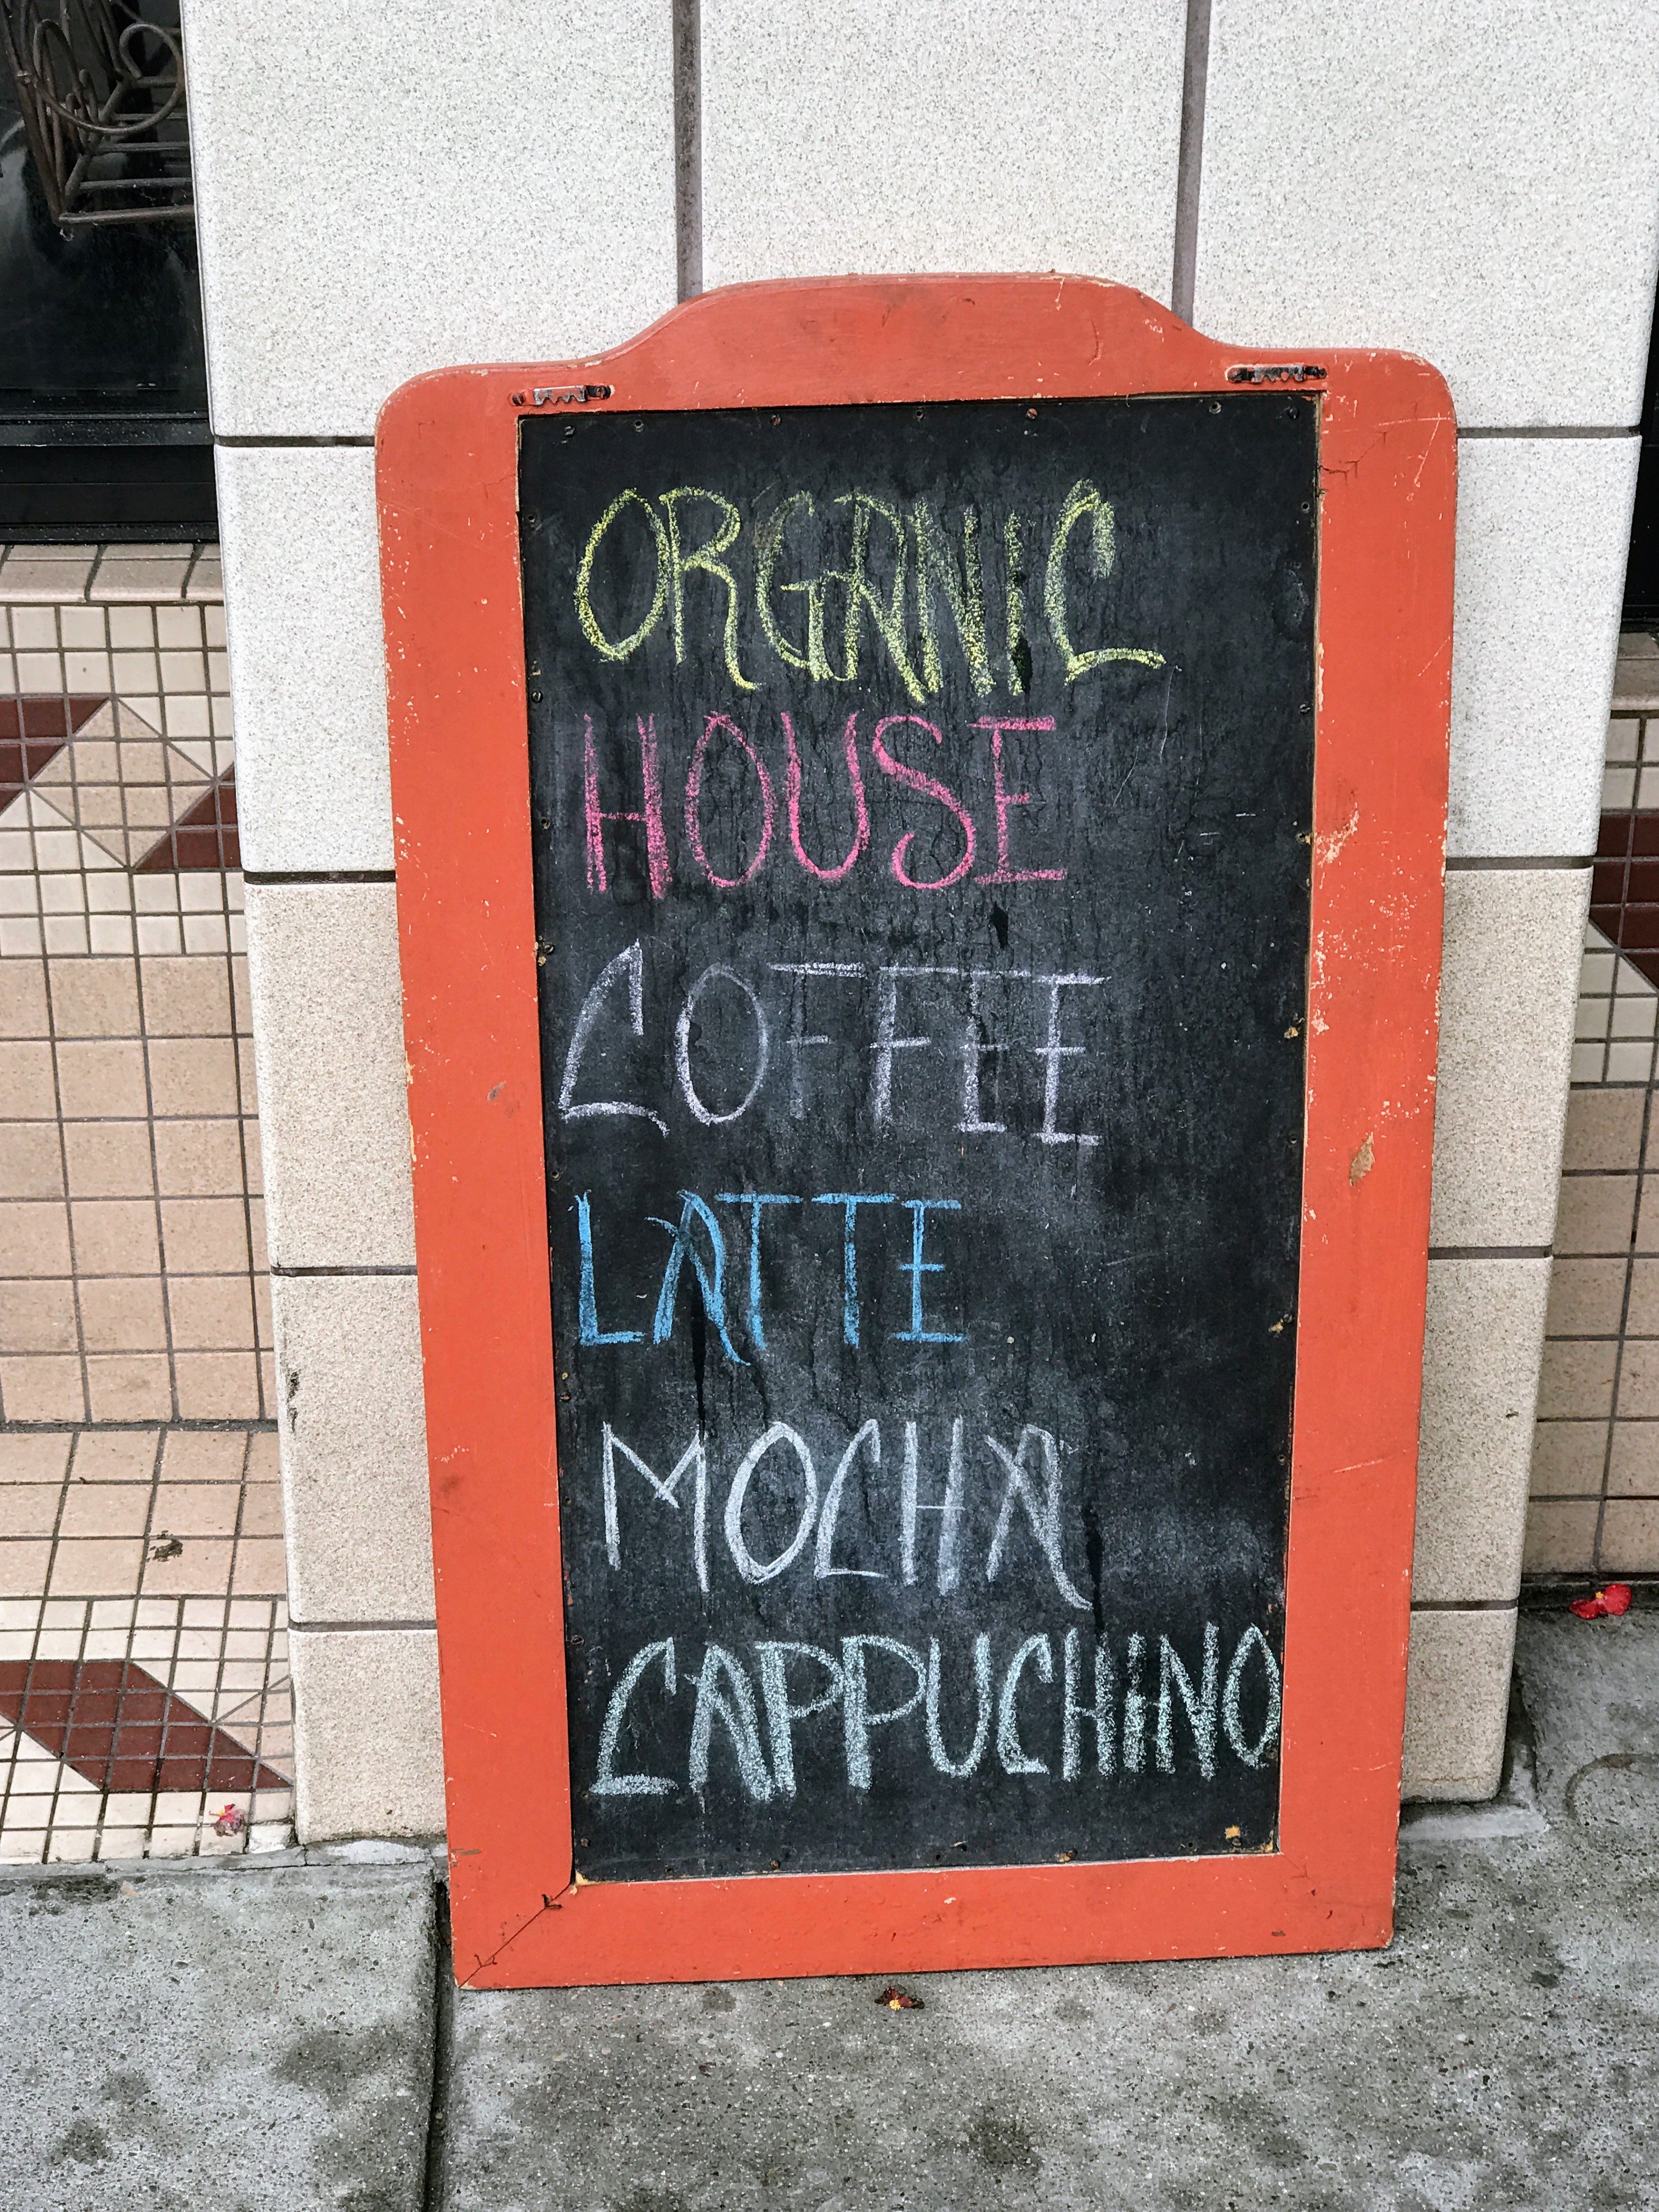 ORGANIC
HOUSE
COFFEE
LATTE
MOCHA
CAPPUCHINO